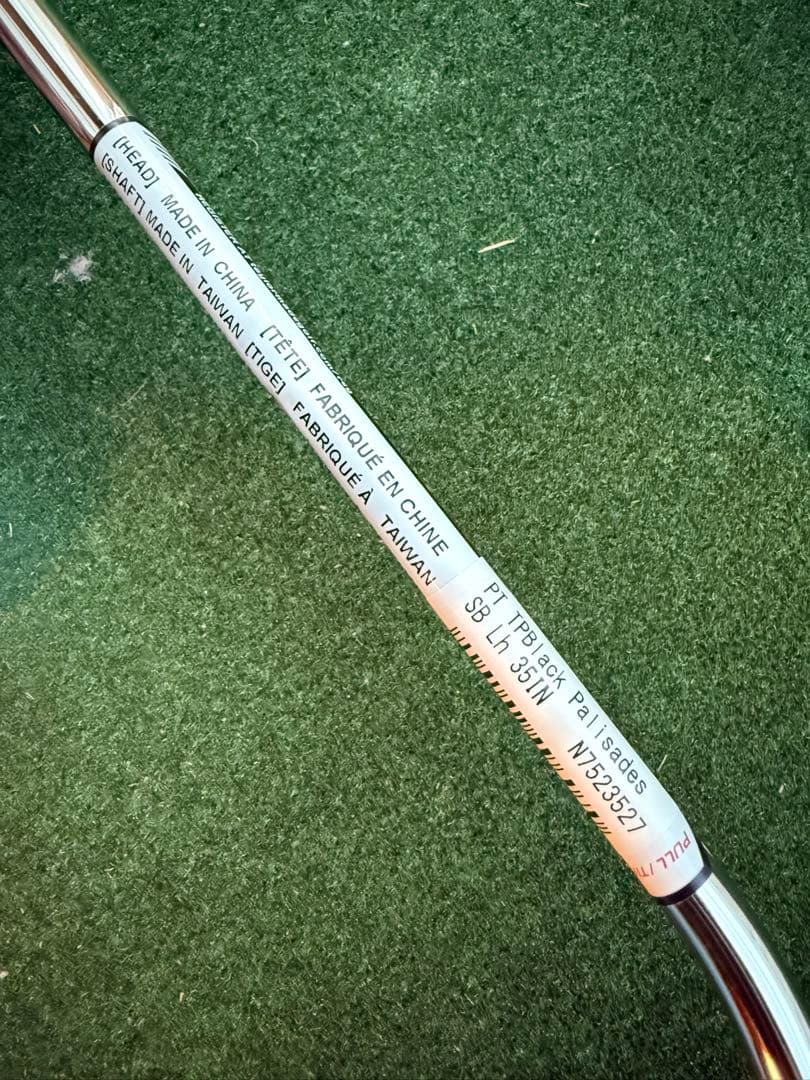 [HEAD] MADE IN CHINA [TÊTE] FABRIQUÉ EN CHINE
[SHAFT] MADE IN TAIWAN [TIGE] FABRIQUÉ À TAIWAN
PT TPBlack Palisades
SB Lh 35IN N7523527
PULL/